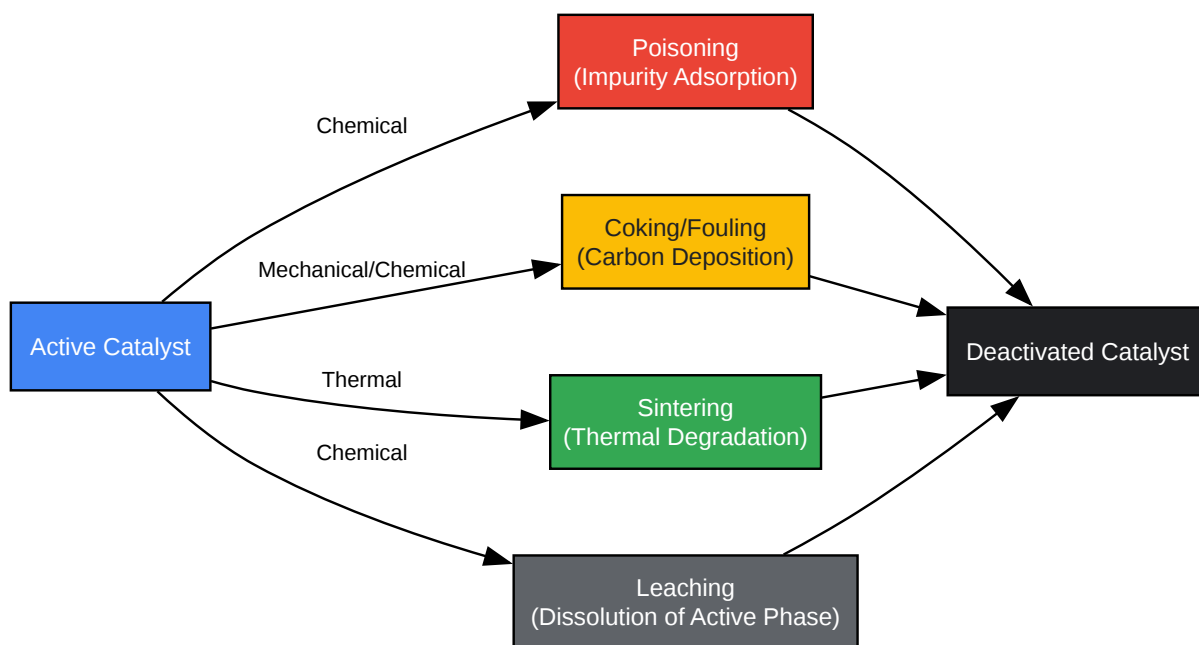 Poisoning
(Impurity Adsorption)
Chemical
Coking/Fouling
(Carbon Deposition)
Mechanical/Chemical
Active Catalyst
Deactivated Catalyst
Thermal
Sintering
(Thermal Degradation)
Chemical
Leaching
(Dissolution of Active Phase)